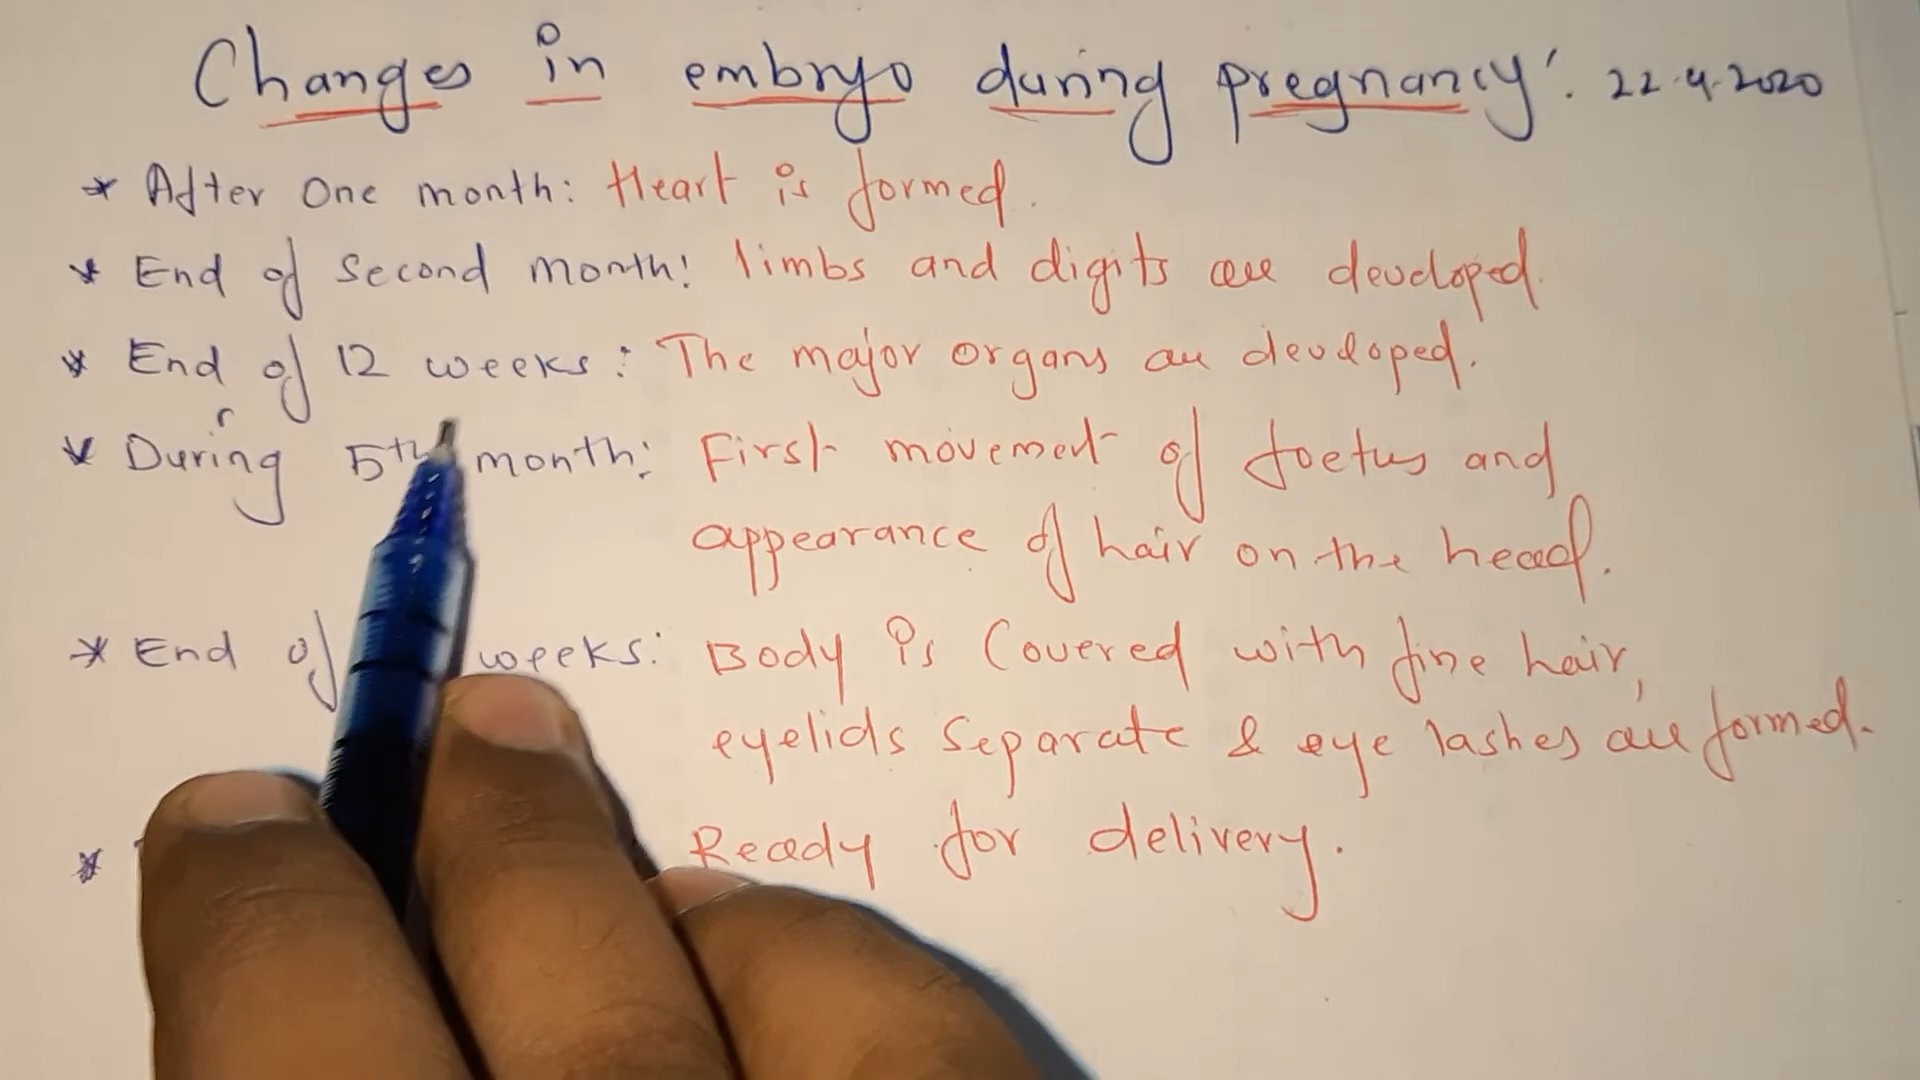 Changes in embryo during pregnancy: 22.4.2020
* After One month: Heart is formed.
* End of Second month: limbs and digits are developed.
* End of 12 weeks: The major organs are developed.
* During 5th month: First movement of foetus and
appearance of hair on the head.
* End of weeks: Body is Covered with fine hair,
eyelids Separate & eye lashes are formed.
* Ready for delivery.